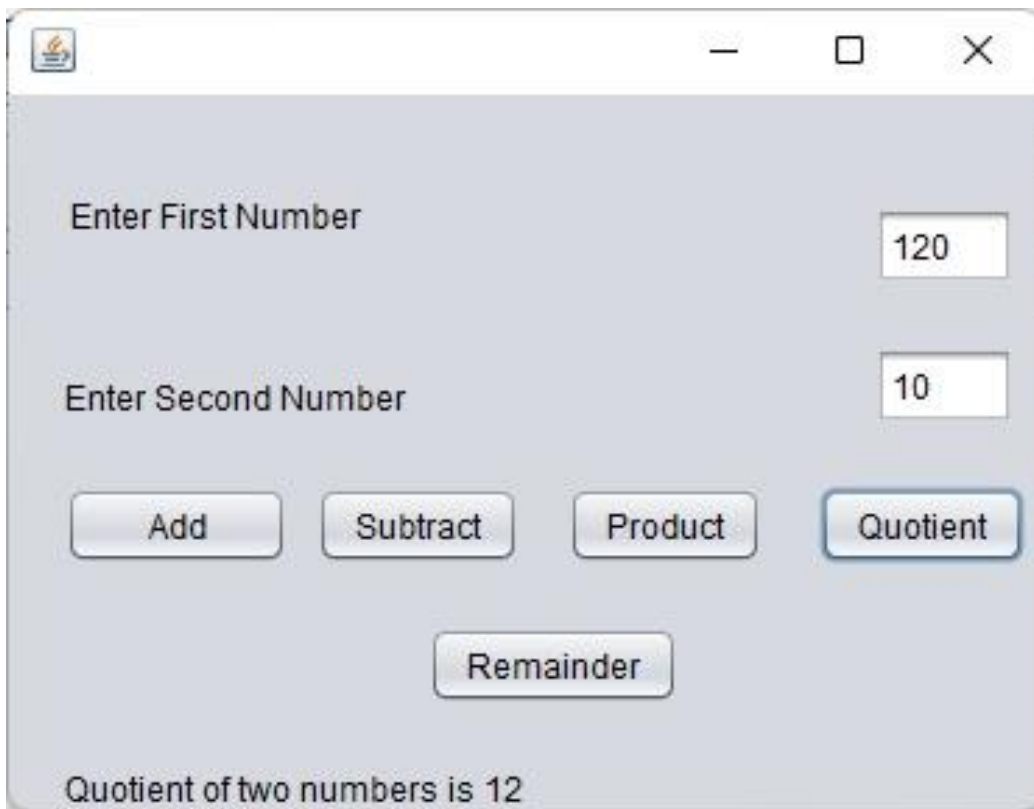 Enter First Number
120
Enter Second Number
10
Add
Subtract
Product
Quotient
Remainder
Quotient of two numbers is 12